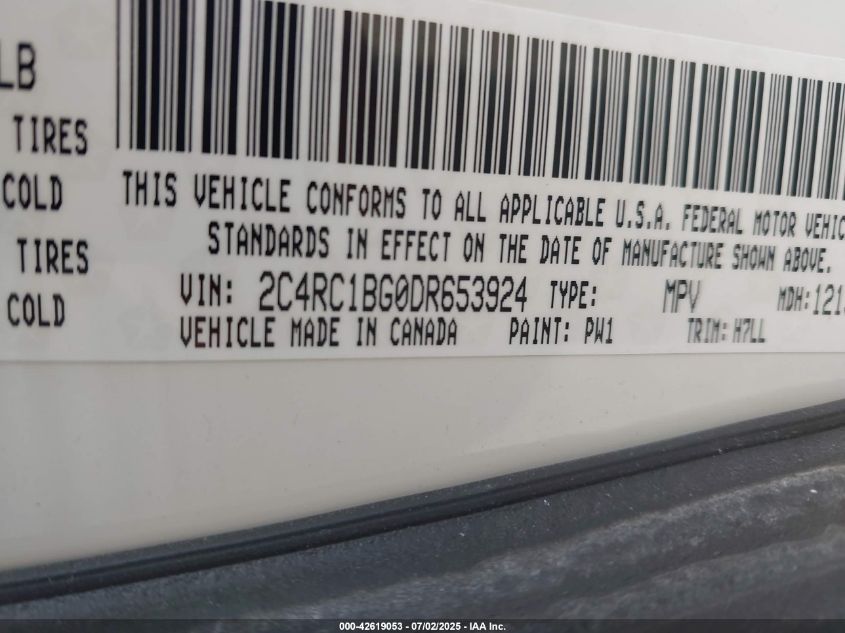 LB
TIRES
COLD
TIRES
COLD
THIS VEHICLE CONFORMS TO ALL APPLICABLE U.S.A. FEDERAL MOTOR VEHIC
STANDARDS IN EFFECT ON THE DATE OF MANUFACTURE SHOWN ABOVE.
VIN: 2C4RC1BG0DR653924 TYPE: MPV MDH: 121
VEHICLE MADE IN CANADA PAINT: PW1 TRIM: H7LL
000-42619053 - 07/02/2025 - IAA Inc.